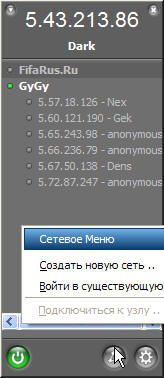 5.43.213.86
Dark
FifaRus.Ru
GyGy
5.57.18.126 - Nex
5.60.121.190 - Gek
5.65.243.98 - anonymous
5.66.236.79 - anonymous
5.67.50.138 - Dens
5.72.87.247 - anonymous
Сетевое Меню
Создать новую сеть ..
Войти в существующую
Подключиться к узлу ..